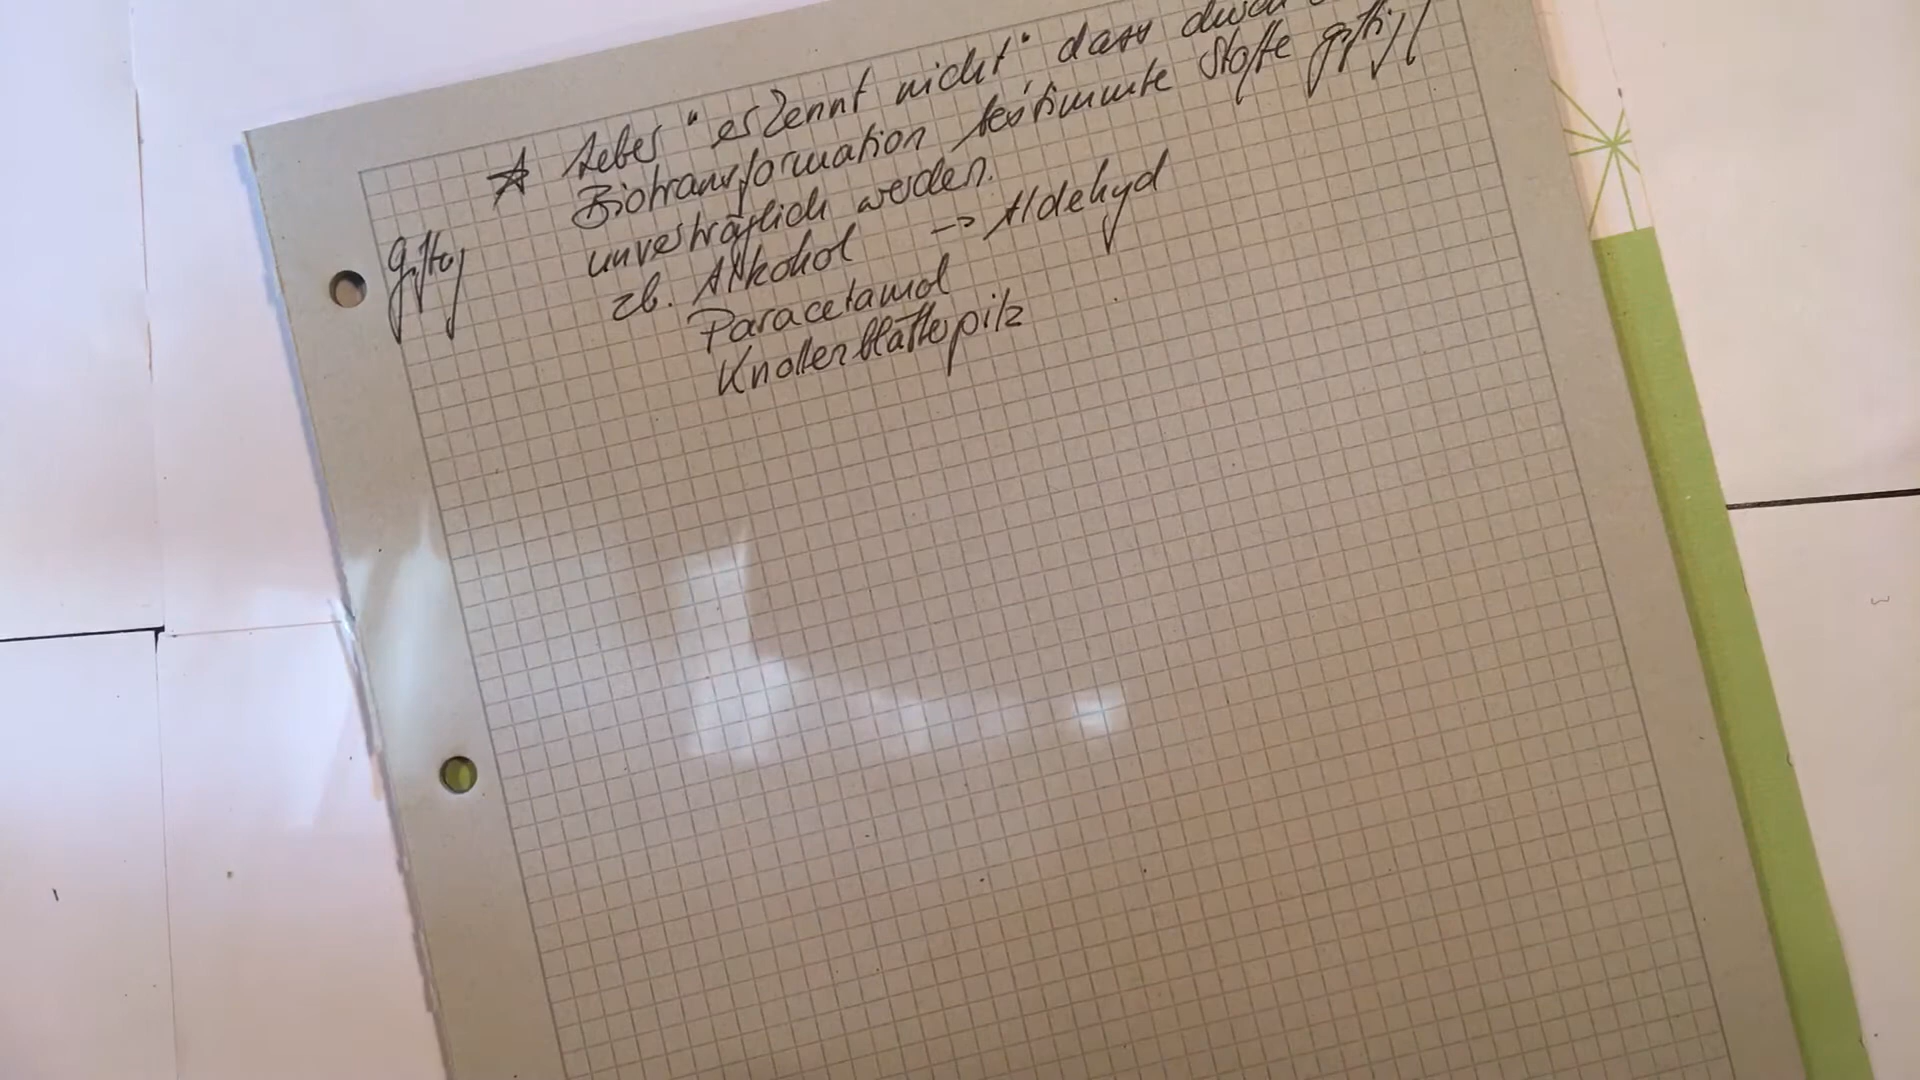 * Leber "erkennt nicht" dass durch
Biotransformation bestimmte Stoffe giftig/
unverträglich werden.
giftig
zb. Alkohol -> Aldehyd
Paracetamol
Knollenblätterpilz